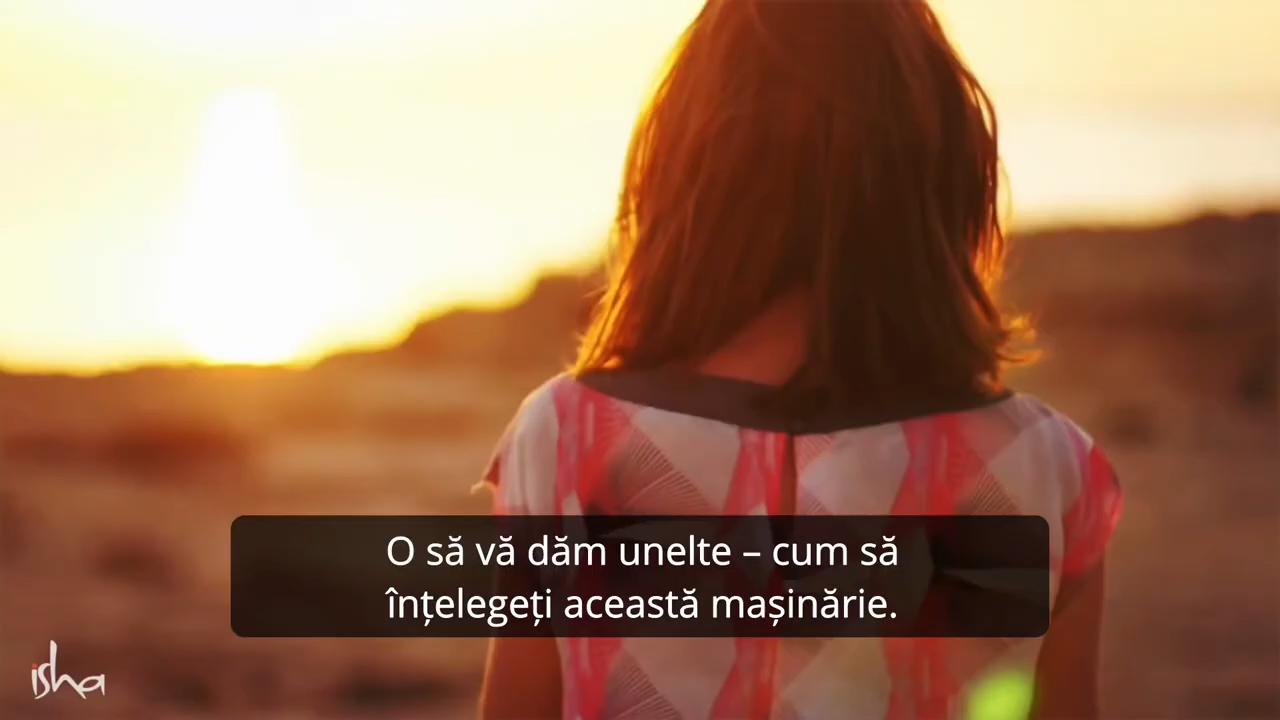 O să vă dăm unelte – cum să
înțelegeți această mașinărie.
isha